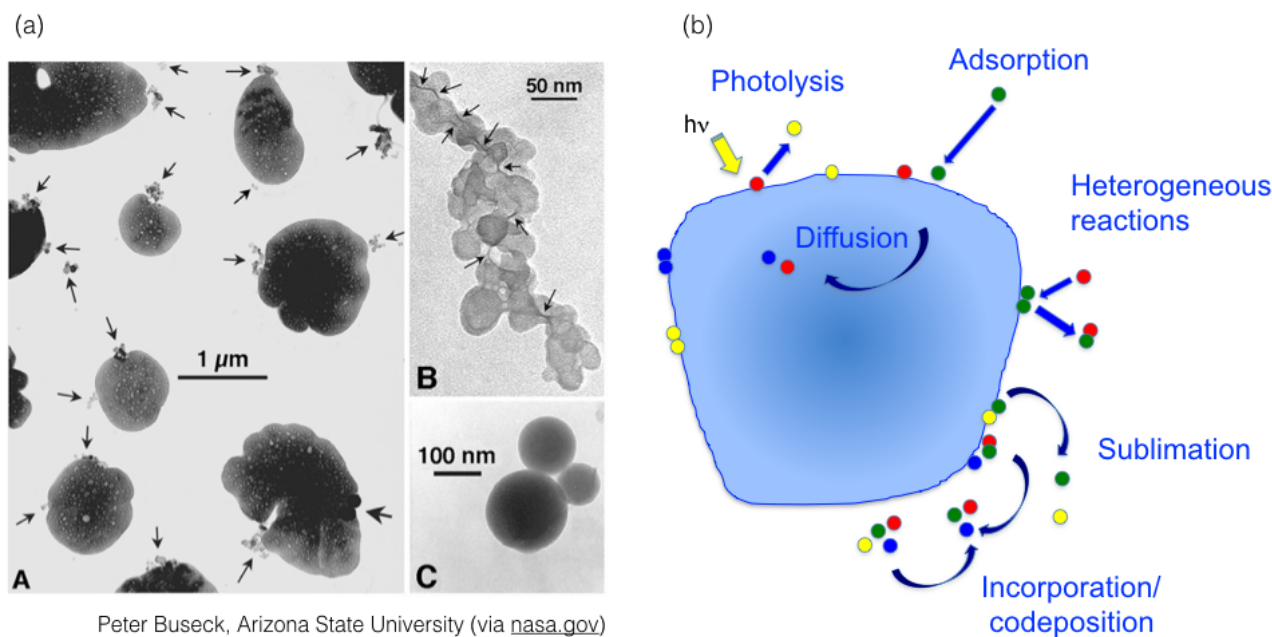 (a)
1 µm
A
50 nm
B
100 nm
C
Peter Buseck, Arizona State University (via nasa.gov)
(b)
Photolysis
Adsorption
hν
Heterogeneous
reactions
Diffusion
Sublimation
Incorporation/
codeposition